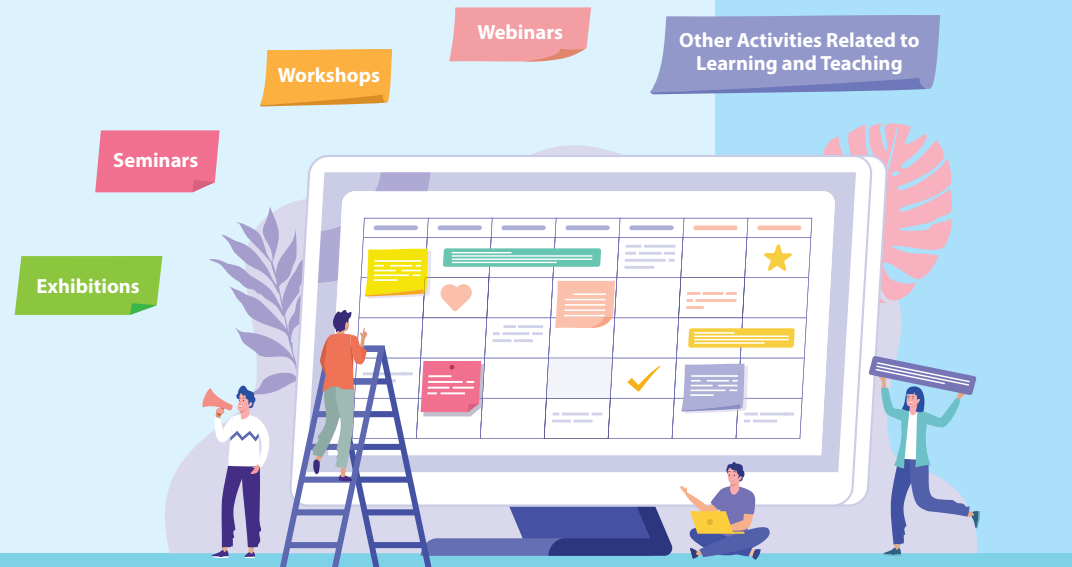 Webinars
Other Activities Related to
Learning and Teaching
Workshops
Seminars
Exhibitions